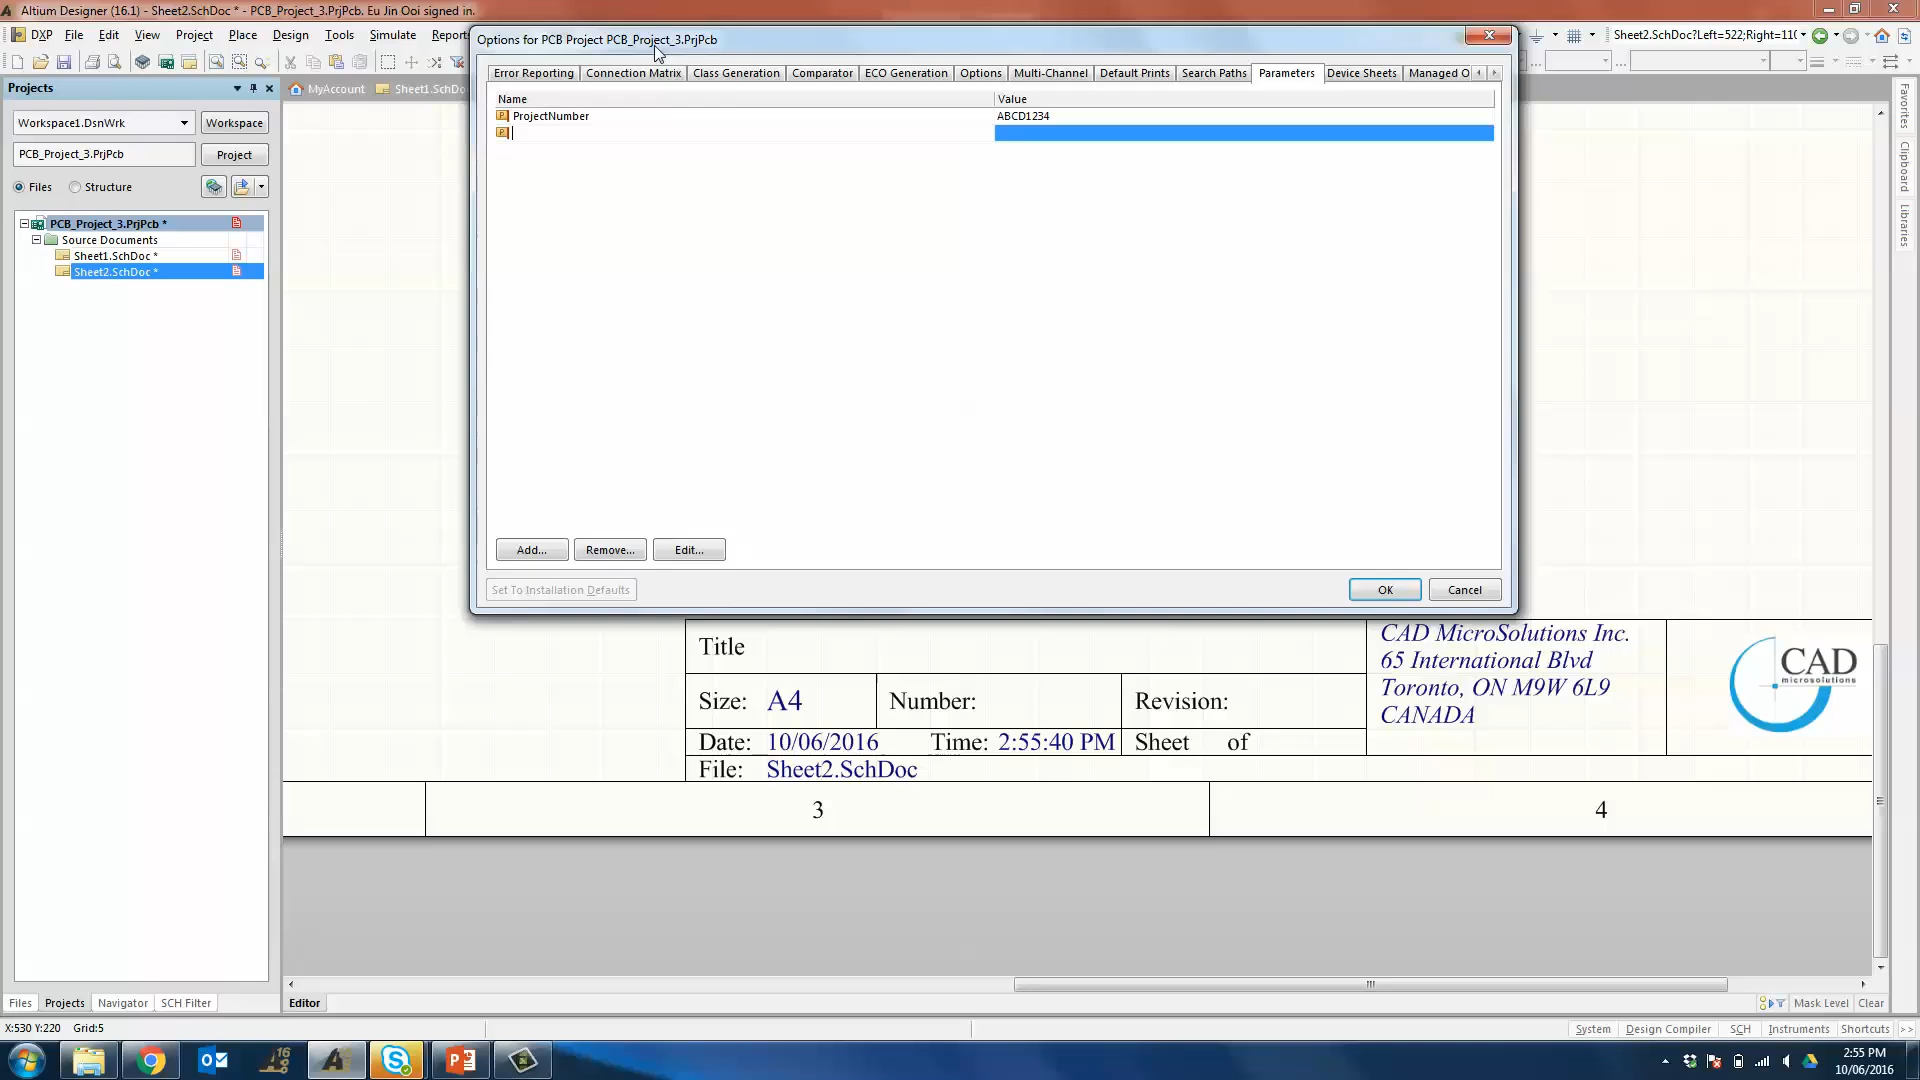 Altium Designer (16.1) - Sheet2.SchDoc * - PCB_Project_3.PrjPcb. Eu Jin Ooi signed in.
DXP File Edit View Project Place Design Tools Simulate Reports
Sheet2.SchDoc?Left=522;Right=110
Projects
Workspace1.DsnWrk Workspace
PCB_Project_3.PrjPcb Project
Files Structure
PCB_Project_3.PrjPcb *
Source Documents
Sheet1.SchDoc *
Sheet2.SchDoc *
MyAccount Sheet1.SchDo
Options for PCB Project PCB_Project_3.PrjPcb
Error Reporting Connection Matrix Class Generation Comparator ECO Generation Options Multi-Channel Default Prints Search Paths Parameters Device Sheets Managed O
Name Value
ProjectNumber ABCD1234
Add... Remove... Edit...
Set To Installation Defaults OK Cancel
Favorites
Clipboard
Libraries
Title
CAD MicroSolutions Inc.
65 International Blvd
Toronto, ON M9W 6L9
CANADA
CAD
microsolutions
Size: A4 Number: Revision:
Date: 10/06/2016 Time: 2:55:40 PM Sheet of
File: Sheet2.SchDoc
3 4
Files Projects Navigator SCH Filter Editor
Mask Level Clear
X:530 Y:220 Grid:5
System Design Compiler SCH Instruments Shortcuts >>
2:55 PM
10/06/2016